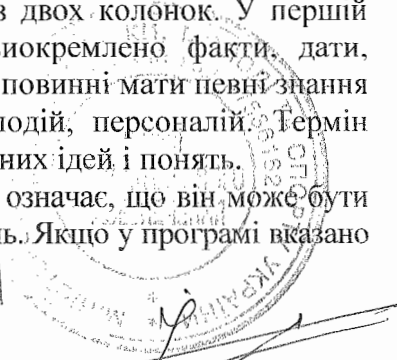 з двох колонок. У першій
виокремлено факти, дати,
повинні мати певні знання
подій, персоналій. Термін
них ідей і понять.
означає, що він може бути
ь. Якщо у програмі вказано